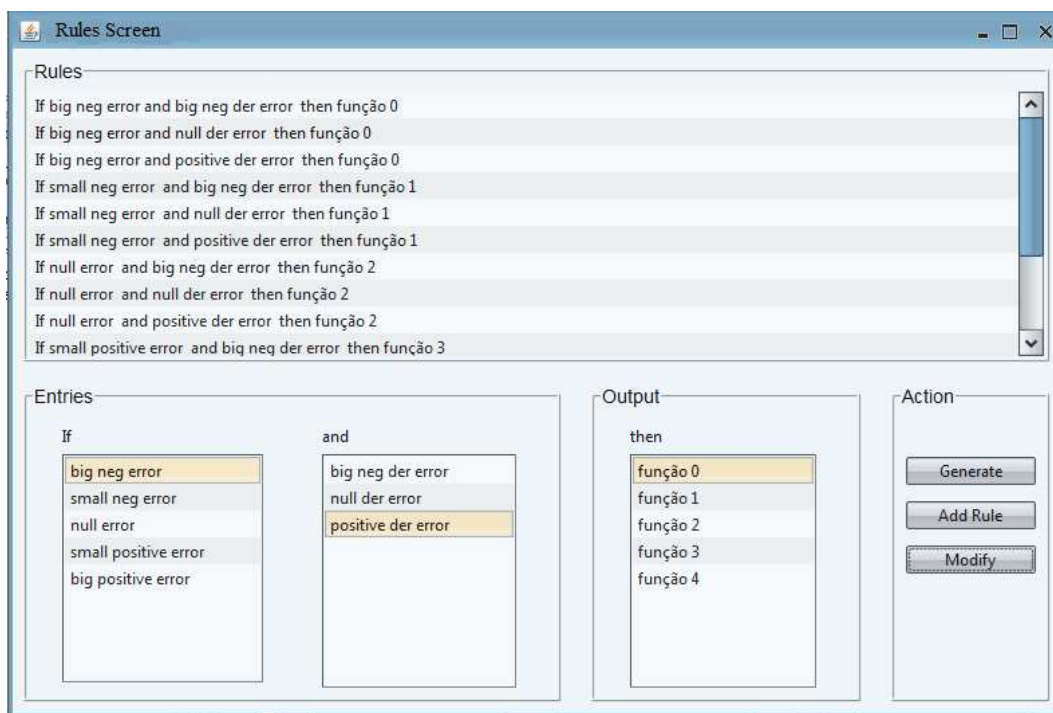 Rules Screen
Rules
If big neg error and big neg der error then função 0
If big neg error and null der error then função 0
If big neg error and positive der error then função 0
If small neg error and big neg der error then função 1
If small neg error and null der error then função 1
If small neg error and positive der error then função 1
If null error and big neg der error then função 2
If null error and null der error then função 2
If null error and positive der error then função 2
If small positive error and big neg der error then função 3
Entries
If
big neg error
small neg error
null error
small positive error
big positive error
and
big neg der error
null der error
positive der error
Output
then
função 0
função 1
função 2
função 3
função 4
Action
Generate
Add Rule
Modify